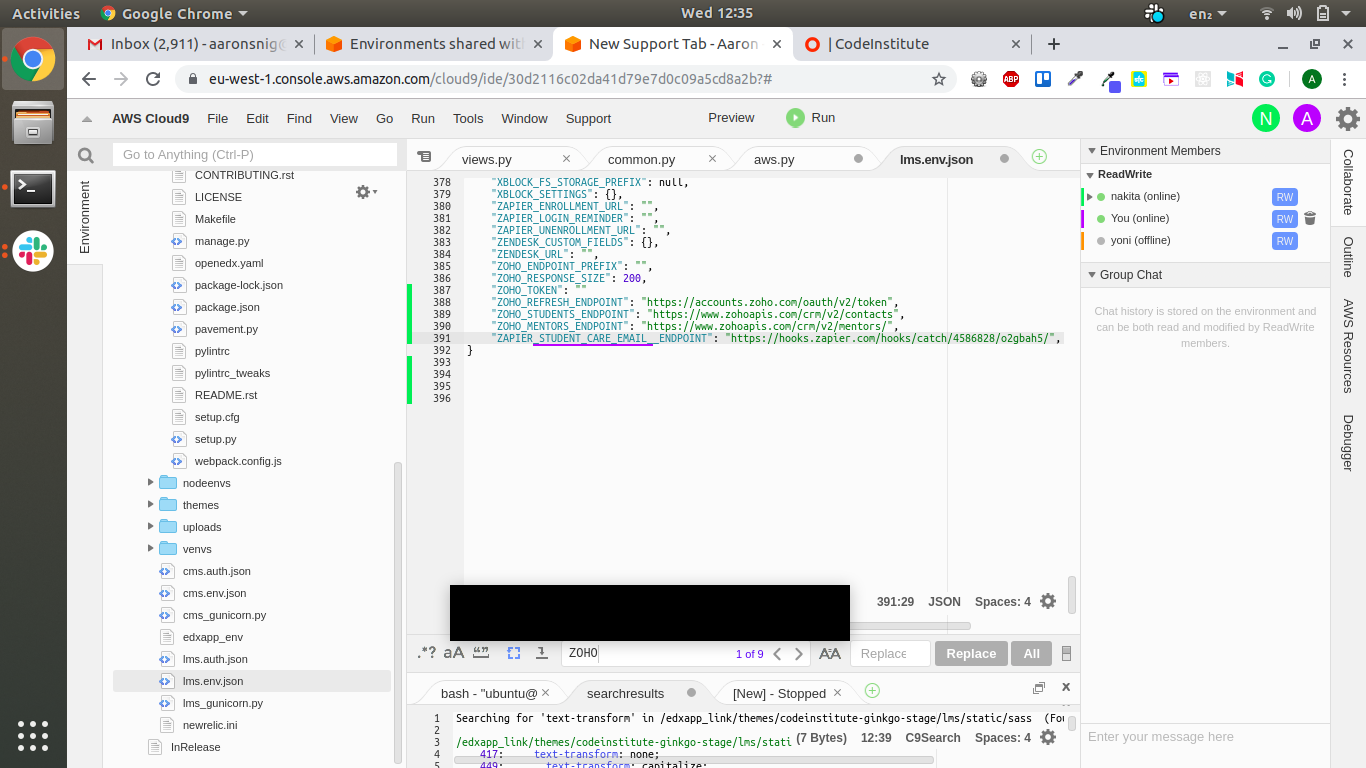 Activities
Google Chrome
Wed 12:35
en₂
Inbox (2,911) - aaronsnig
Environments shared wit
New Support Tab - Aaron
| CodeInstitute
eu-west-1.console.aws.amazon.com/cloud9/ide/30d2116c02da41d79e7d0c09a5cd8a2b?#
ABP
A
AWS Cloud9 File Edit Find View Go Run Tools Window Support Preview Run
N A
Go to Anything (Ctrl-P)
views.py common.py aws.py lms.env.json
Environment
CONTRIBUTING.rst
LICENSE
Makefile
manage.py
openedx.yaml
package-lock.json
package.json
pavement.py
pylintrc
pylintrc_tweaks
README.rst
setup.cfg
setup.py
webpack.config.js
nodeenvs
themes
uploads
venvs
cms.auth.json
cms.env.json
cms_gunicorn.py
edxapp_env
lms.auth.json
lms.env.json
lms_gunicorn.py
newrelic.ini
InRelease
378 "XBLOCK_FS_STORAGE_PREFIX": null,
379 "XBLOCK_SETTINGS": {},
380 "ZAPIER_ENROLLMENT_URL": "",
381 "ZAPIER_LOGIN_REMINDER": "",
382 "ZAPIER_UNENROLLMENT_URL": "",
383 "ZENDESK_CUSTOM_FIELDS": {},
384 "ZENDESK_URL": "",
385 "ZOHO_ENDPOINT_PREFIX": "",
386 "ZOHO_RESPONSE_SIZE": 200,
387 "ZOHO_TOKEN": ""
388 "ZOHO_REFRESH_ENDPOINT": "https://accounts.zoho.com/oauth/v2/token",
389 "ZOHO_STUDENTS_ENDPOINT": "https://www.zohoapis.com/crm/v2/contacts",
390 "ZOHO_MENTORS_ENDPOINT": "https://www.zohoapis.com/crm/v2/mentors/",
391 "ZAPIER_STUDENT_CARE_EMAIL__ENDPOINT": "https://hooks.zapier.com/hooks/catch/4586828/o2gbah5/",
392 }
393
394
395
396
391:29 JSON Spaces: 4
.*? aA
ZOHO
1 of 9
AA
Replace
Replace
All
bash - "ubuntu@
searchresults
[New] - Stopped
1 Searching for 'text-transform' in /edxapp_link/themes/codeinstitute-ginkgo-stage/lms/static/sass (Fou
2
3 /edxapp_link/themes/codeinstitute-ginkgo-stage/lms/stati
4 417: text-transform: none;
5 449: text-transform: capitalize;
(7 Bytes) 12:39 C9Search Spaces: 4
Environment Members
ReadWrite
nakita (online) RW
You (online) RW
yoni (offline) RW
Group Chat
Chat history is stored on the environment and
can be both read and modified by ReadWrite
members.
Enter your message here
Collaborate
Outline
AWS Resources
Debugger